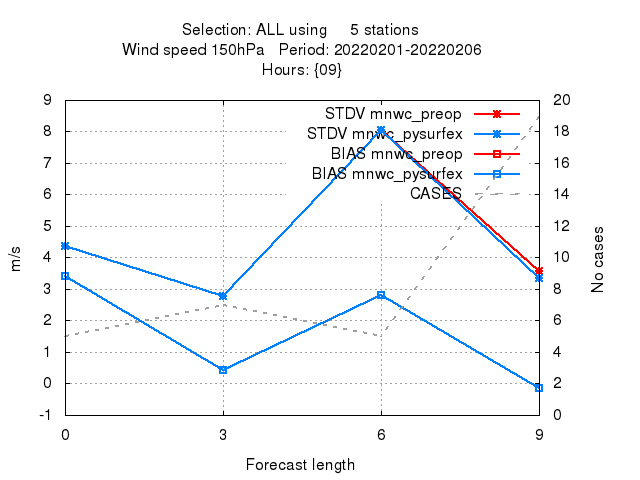 Selection: ALL using 5 stations
Wind speed 150hPa Period: 20220201-20220206
Hours: {09}
9 20
8 18
7 16
6 14
5 12
4 10
3 8
2 6
1 4
0 2
-1 0
STDV mnwc_preop
STDV mnwc_pysurfex
BIAS mnwc_preop
BIAS mnwc_pysurfex
CASES
m/s
No cases
0 3 6 9
Forecast length